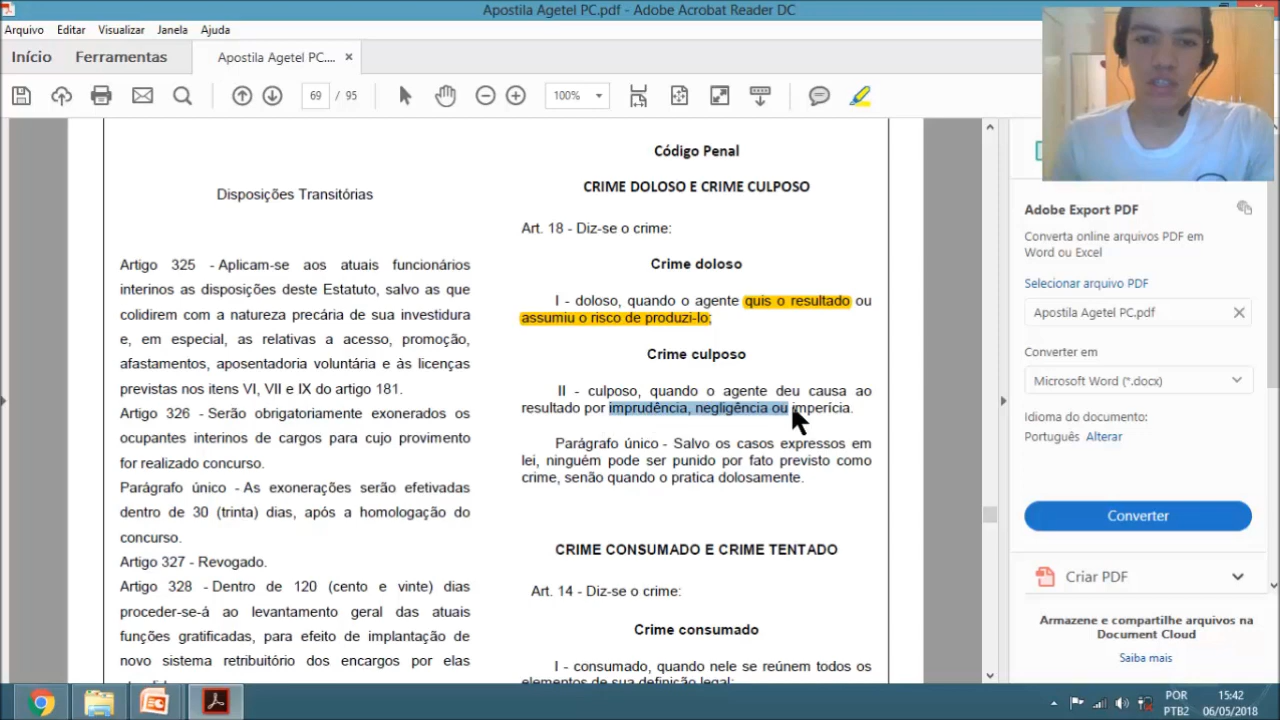 Apostila Agetel PC.pdf - Adobe Acrobat Reader DC
Arquivo Editar Visualizar Janela Ajuda
Início Ferramentas Apostila Agetel PC.... ×
69 / 95 100%
Disposições Transitórias
Artigo 325 - Aplicam-se aos atuais funcionários
interinos as disposições deste Estatuto, salvo as que
colidirem com a natureza precária de sua investidura
e, em especial, as relativas a acesso, promoção,
afastamentos, aposentadoria voluntária e às licenças
previstas nos itens VI, VII e IX do artigo 181.
Artigo 326 - Serão obrigatoriamente exonerados os
ocupantes interinos de cargos para cujo provimento
for realizado concurso.
Parágrafo único - As exonerações serão efetivadas
dentro de 30 (trinta) dias, após a homologação do
concurso.
Artigo 327 - Revogado.
Artigo 328 - Dentro de 120 (cento e vinte) dias
proceder-se-á ao levantamento geral das atuais
funções gratificadas, para efeito de implantação de
novo sistema retribuitório dos encargos por elas
Código Penal
CRIME DOLOSO E CRIME CULPOSO
Art. 18 - Diz-se o crime:
Crime doloso
I - doloso, quando o agente quis o resultado ou
assumiu o risco de produzi-lo;
Crime culposo
II - culposo, quando o agente deu causa ao
resultado por imprudência, negligência ou imperícia.
Parágrafo único - Salvo os casos expressos em
lei, ninguém pode ser punido por fato previsto como
crime, senão quando o pratica dolosamente.
CRIME CONSUMADO E CRIME TENTADO
Art. 14 - Diz-se o crime:
Crime consumado
I - consumado, quando nele se reúnem todos os
elementos de sua definição legal;
Adobe Export PDF
Converta online arquivos PDF em
Word ou Excel
Selecionar arquivo PDF
Apostila Agetel PC.pdf ×
Converter em
Microsoft Word (*.docx)
Idioma do documento:
Português Alterar
Converter
Criar PDF
Armazene e compartilhe arquivos na
Document Cloud
Saiba mais
POR
PTB2
15:42
06/05/2018